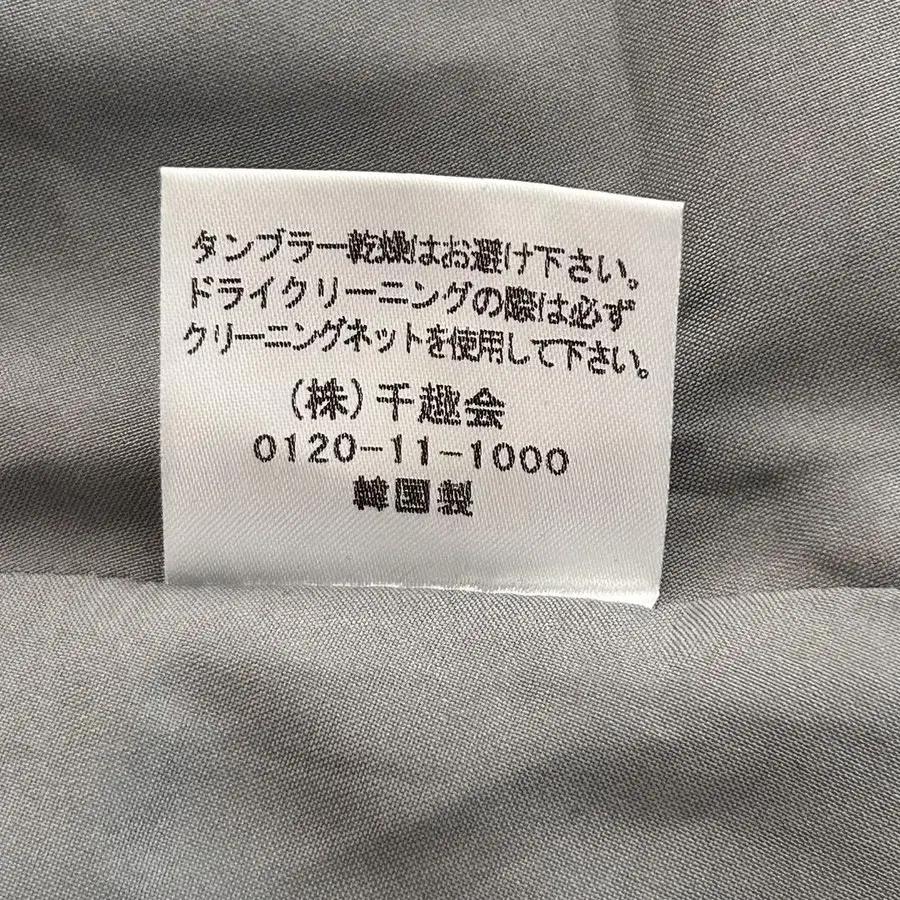 タンブラー乾燥はお避け下さい。
ドライクリーニングの際は必ず
クリーニングネットを使用して下さい。
(株)千趣会
0120-11-1000
韓国製